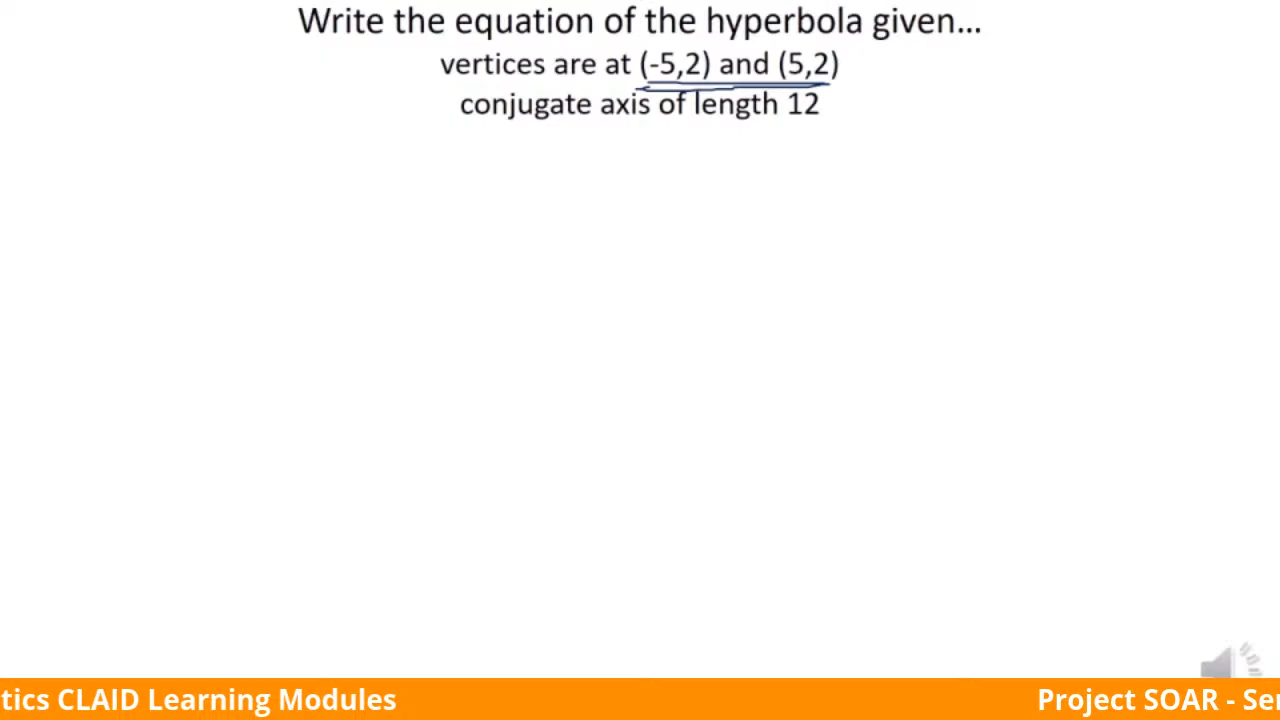 Write the equation of the hyperbola given...
vertices are at (-5,2) and (5,2)
conjugate axis of length 12
tics CLAID Learning Modules
Project SOAR - Ser